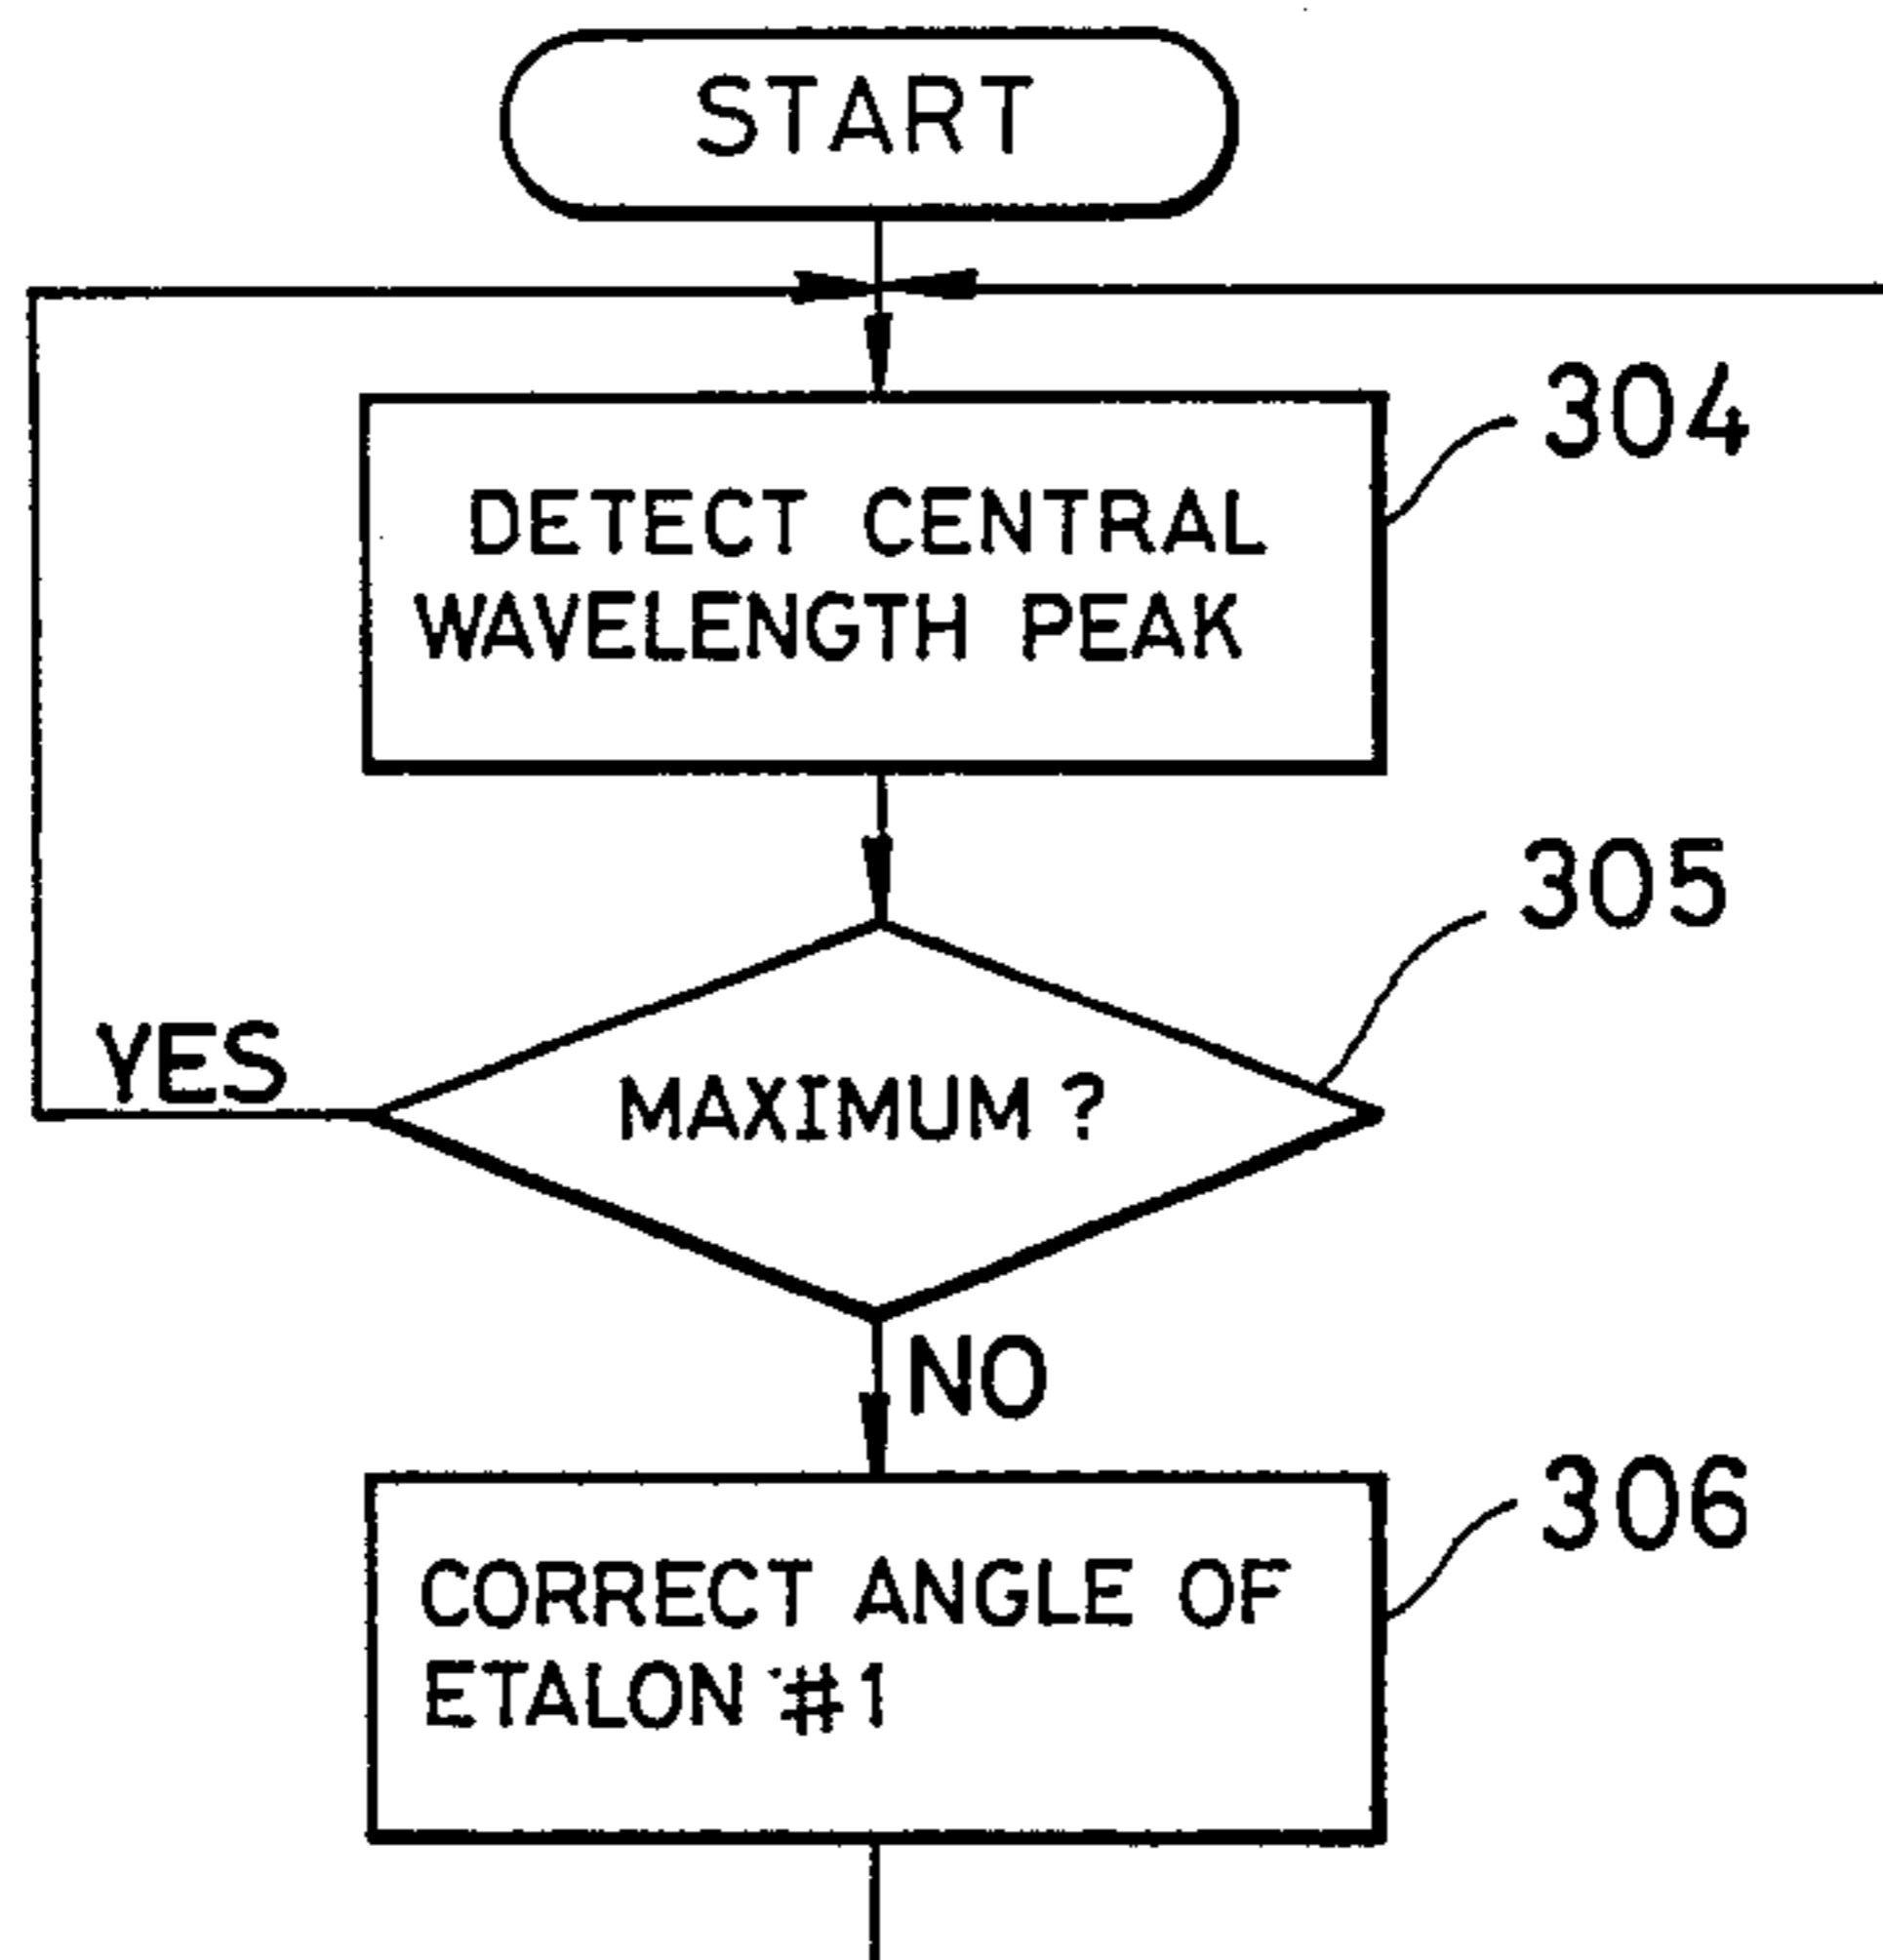 START
304
DETECT CENTRAL
WAVELENGTH PEAK
305
YES
MAXIMUM ?
NO
306
CORRECT ANGLE OF
ETALON #1